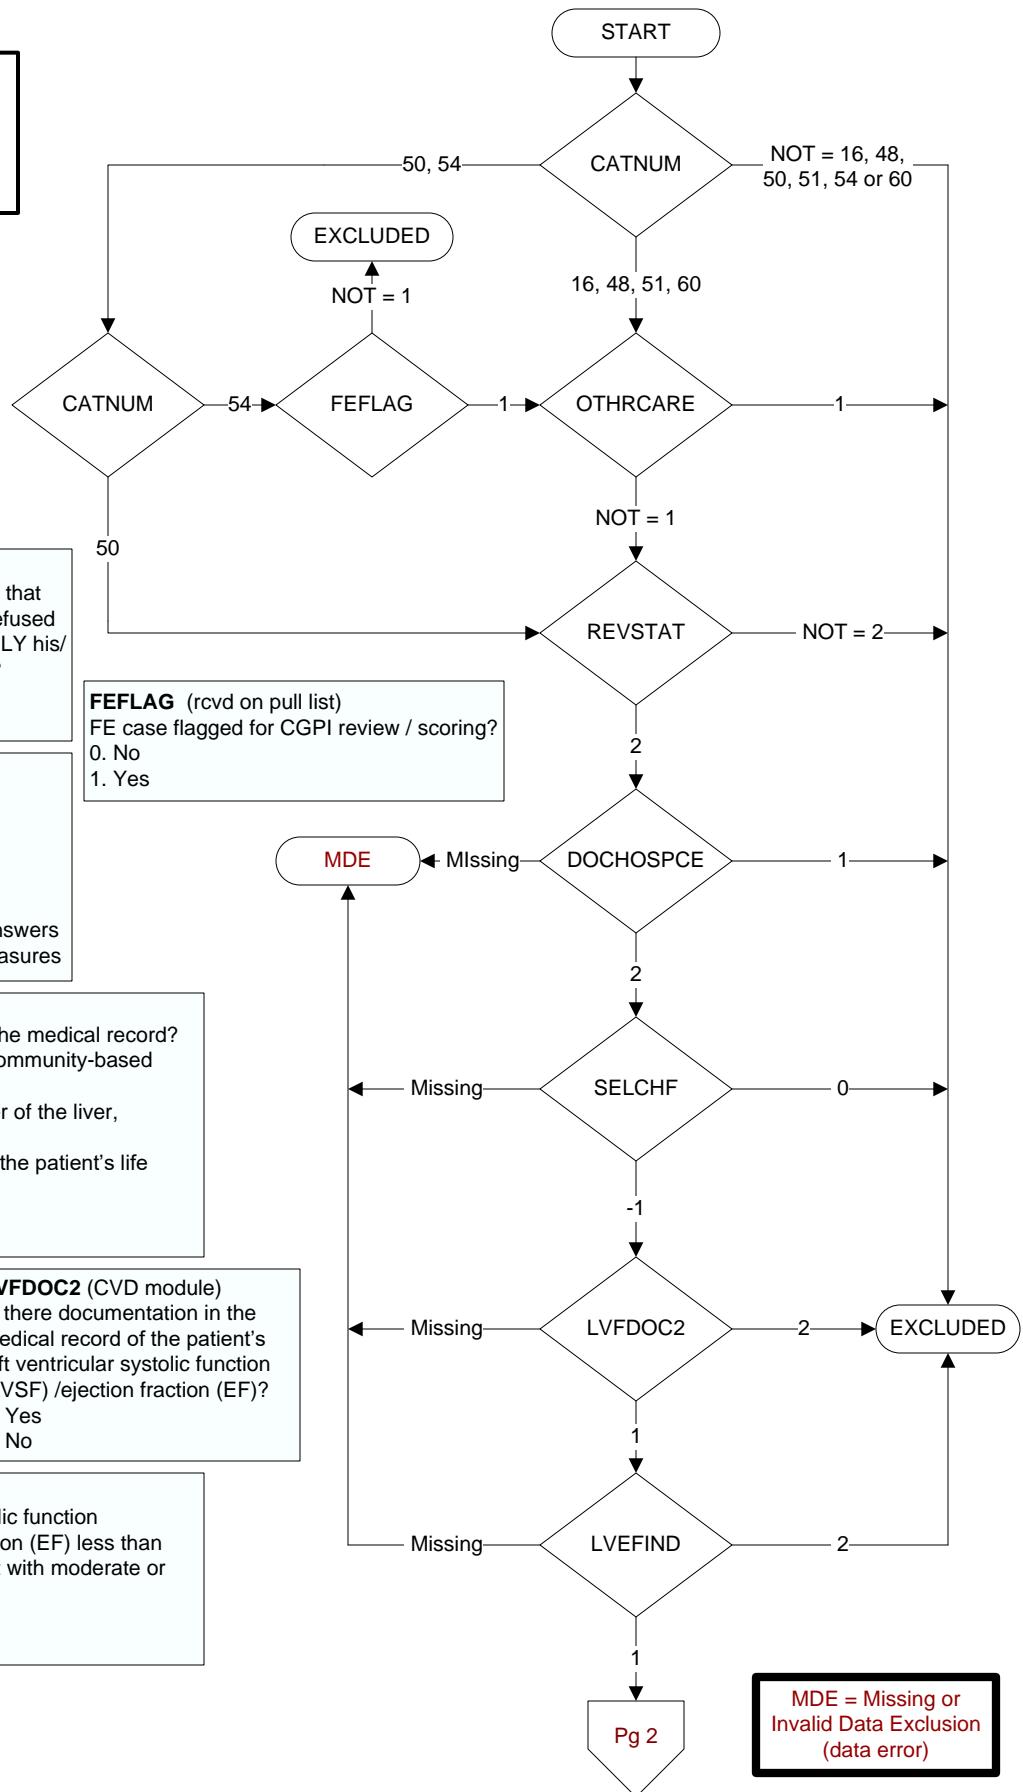 START
CATNUM
50, 54
NOT = 16, 48,
50, 51, 54 or 60
EXCLUDED
NOT = 1
16, 48, 51, 60
CATNUM
54
FEFLAG
1
OTHRCARE
1
NOT = 1
50
that
efused
LY his/
REVSTAT
NOT = 2
FEFLAG (rcvd on pull list)
FE case flagged for CGPI review / scoring?
0. No
1. Yes
2
MDE
MIssing
DOCHOSPCE
1
nswers
asures
2
he medical record?
ommunity-based
er of the liver,
the patient's life
Missing
SELCHF
0
-1
VFDOC2 (CVD module)
there documentation in the
edical record of the patient's
ft ventricular systolic function
VSF) /ejection fraction (EF)?
Yes
No
Missing
LVFDOC2
2
EXCLUDED
1
lic function
ion (EF) less than
t with moderate or
Missing
LVEFIND
2
1
Pg 2
MDE = Missing or
Invalid Data Exclusion
(data error)